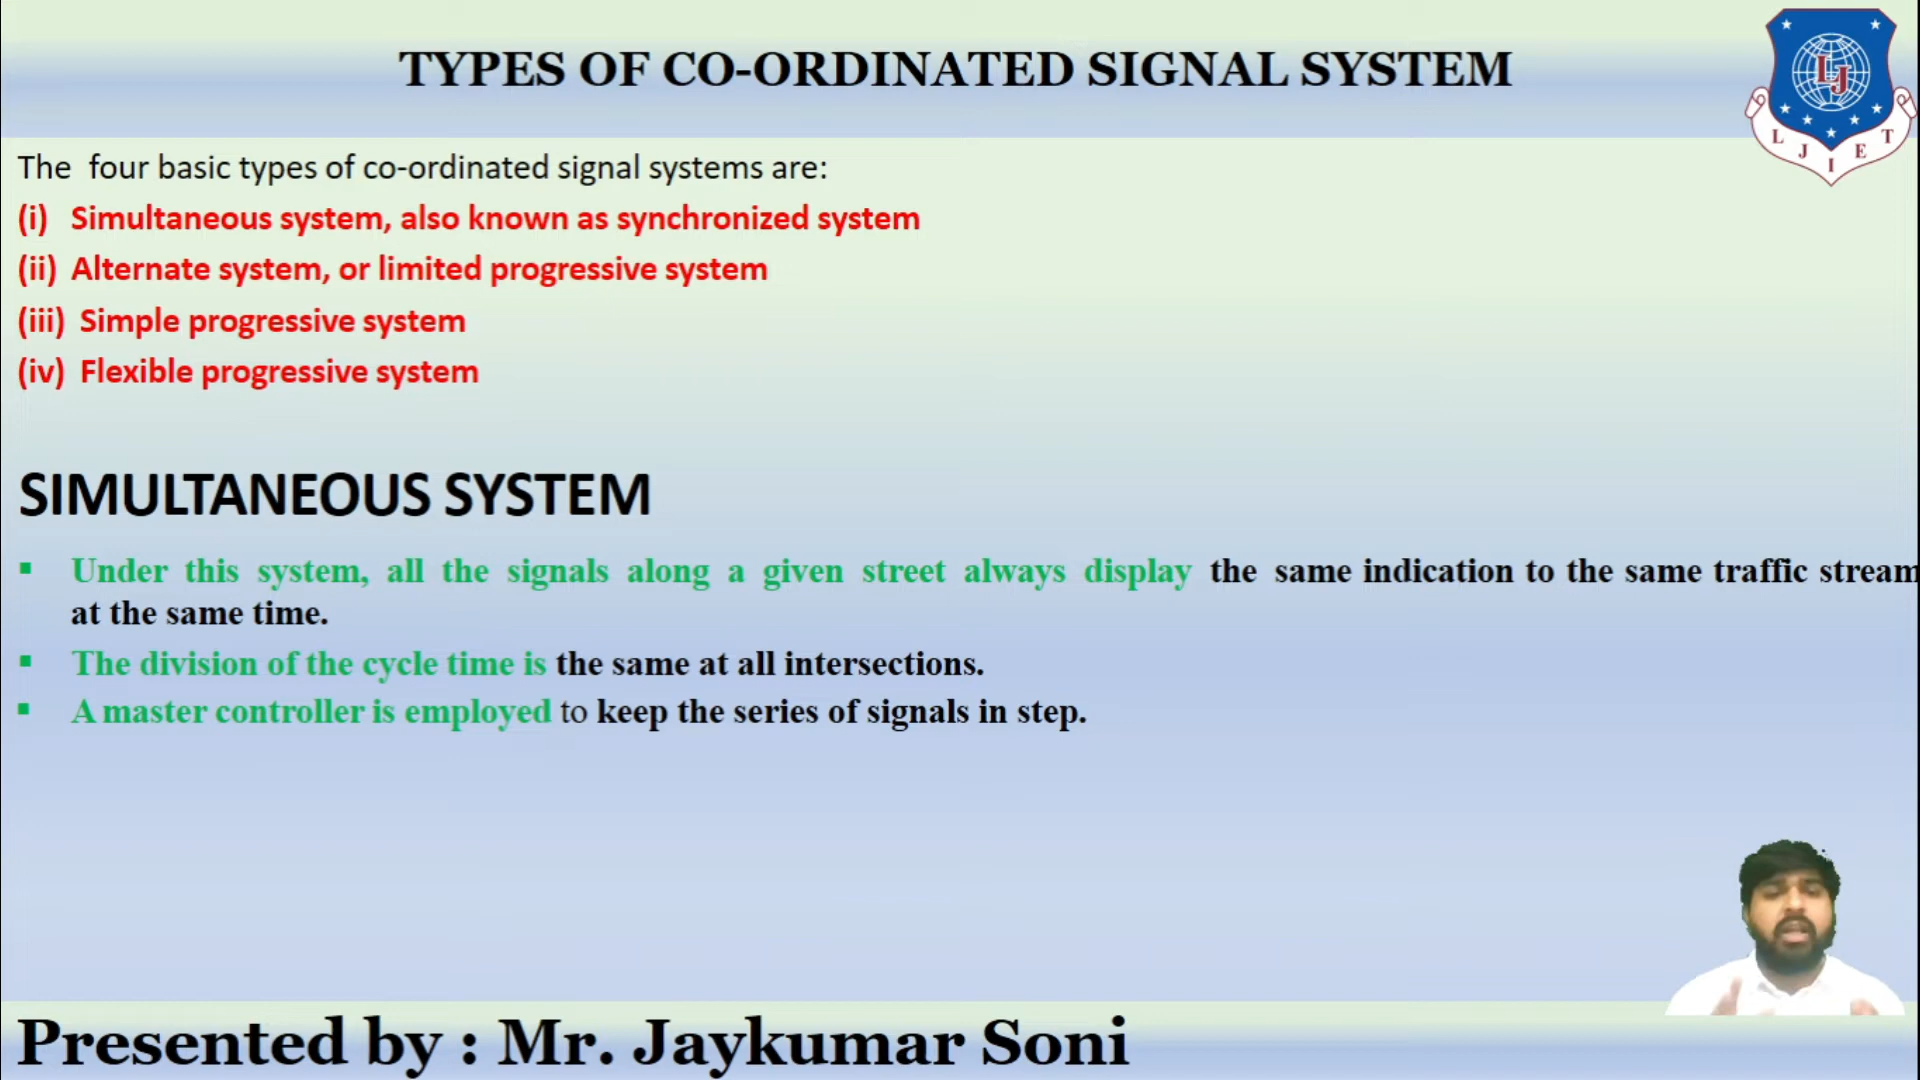 TYPES OF CO-ORDINATED SIGNAL SYSTEM
LJ
L J I E T
The four basic types of co-ordinated signal systems are:
(i) Simultaneous system, also known as synchronized system
(ii) Alternate system, or limited progressive system
(iii) Simple progressive system
(iv) Flexible progressive system
SIMULTANEOUS SYSTEM
▪ Under this system, all the signals along a given street always display the same indication to the same traffic stream
at the same time.
▪ The division of the cycle time is the same at all intersections.
▪ A master controller is employed to keep the series of signals in step.
Presented by : Mr. Jaykumar Soni